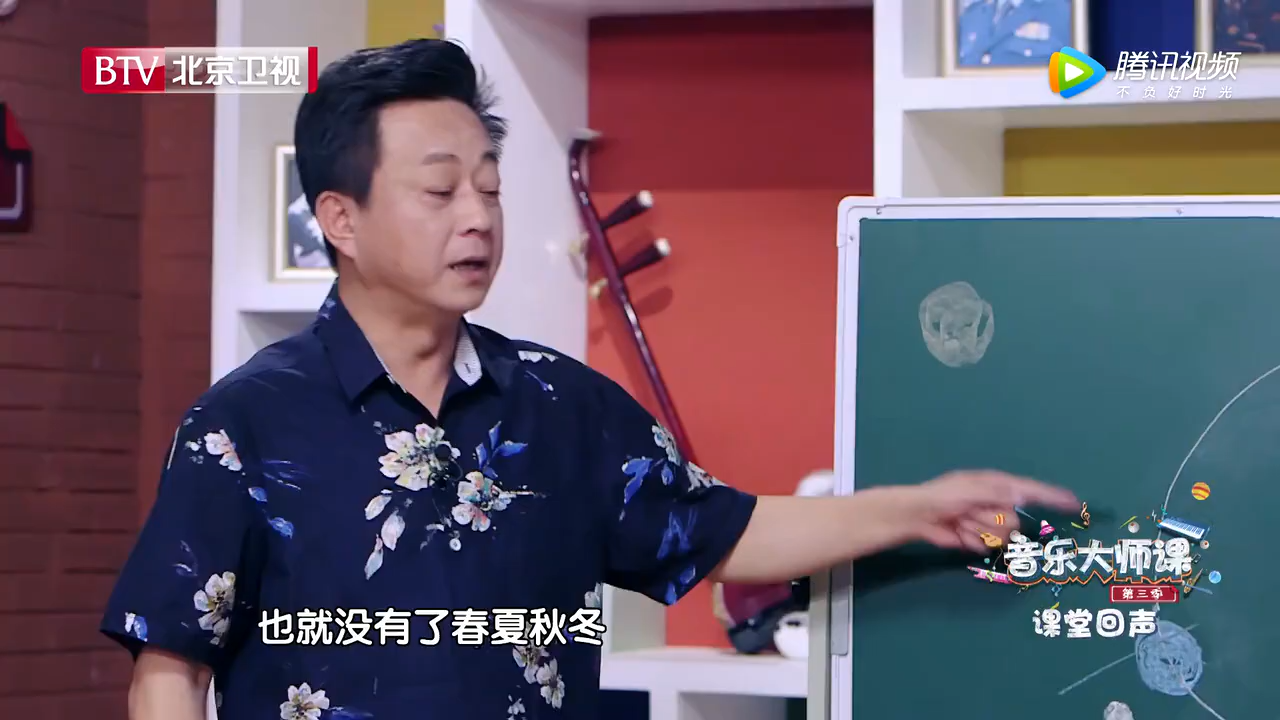 BTV 北京卫视
腾讯视频
不负好时光
音乐大师课
第三季
课堂回声
也就没有了春夏秋冬